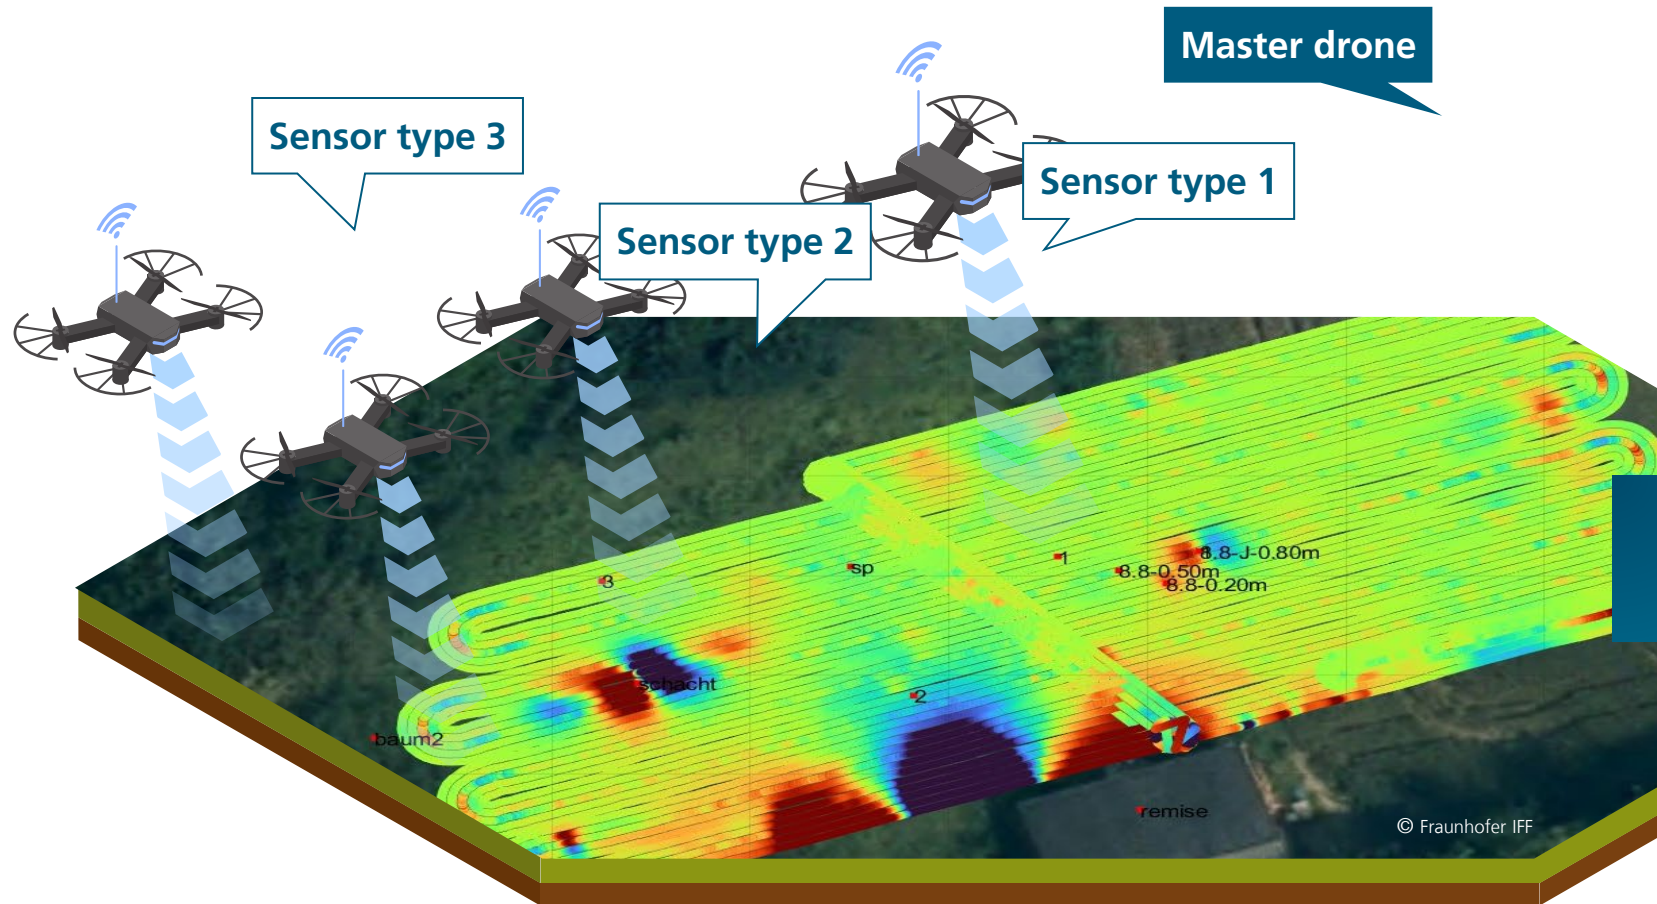 Master drone
Sensor type 3
Sensor type 1
Sensor type 2
8.8-J-0.80m
1
sp
8.8-0.50m
3
8.8-0.20m
schacht
2
baum2
remise
© Fraunhofer IFF